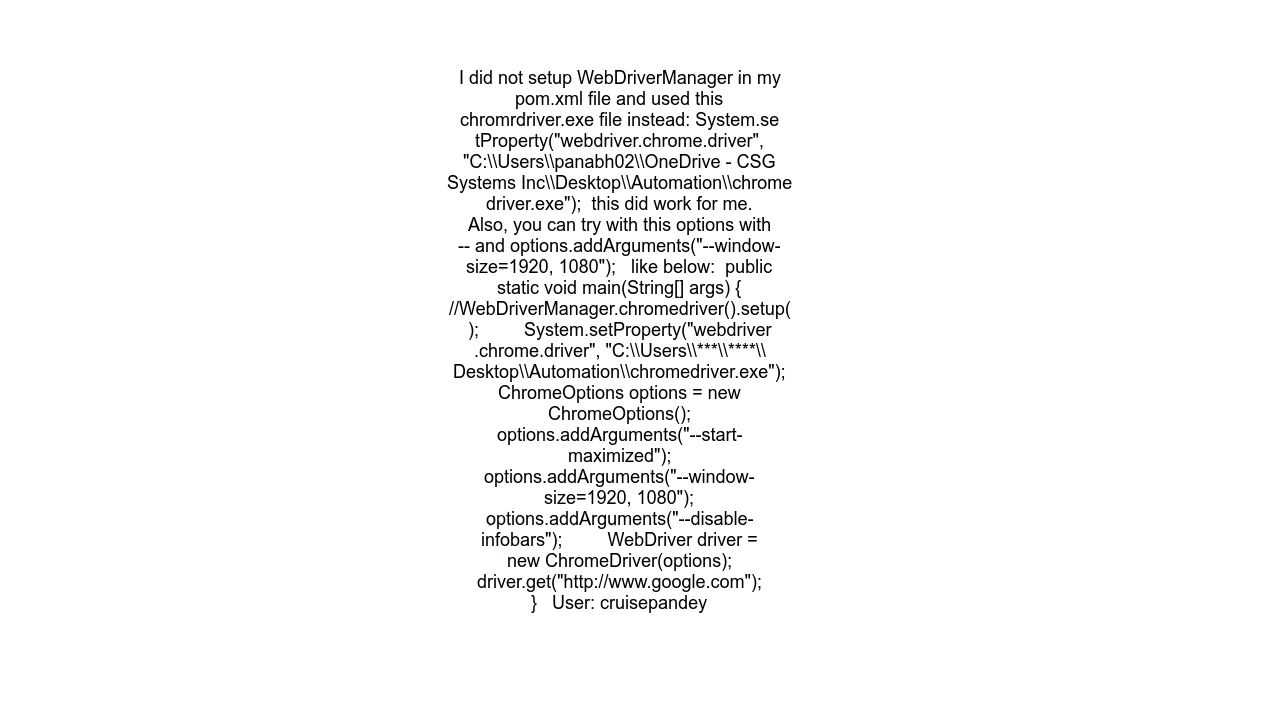 I did not setup WebDriverManager in my
pom.xml file and used this
chromrdriver.exe file instead: System.se
tProperty("webdriver.chrome.driver",
"C:\\Users\\panabh02\\OneDrive - CSG
Systems Inc\\Desktop\\Automation\\chrome
driver.exe");  this did work for me.
Also, you can try with this options with
-- and options.addArguments("--window-
size=1920, 1080");   like below:  public
static void main(String[] args) {
//WebDriverManager.chromedriver().setup(
);         System.setProperty("webdriver
.chrome.driver", "C:\\Users\\***\\****\\
Desktop\\Automation\\chromedriver.exe");
ChromeOptions options = new
ChromeOptions();
options.addArguments("--start-
maximized");
options.addArguments("--window-
size=1920, 1080");
options.addArguments("--disable-
infobars");         WebDriver driver =
new ChromeDriver(options);
driver.get("http://www.google.com");
}   User: cruisepandey